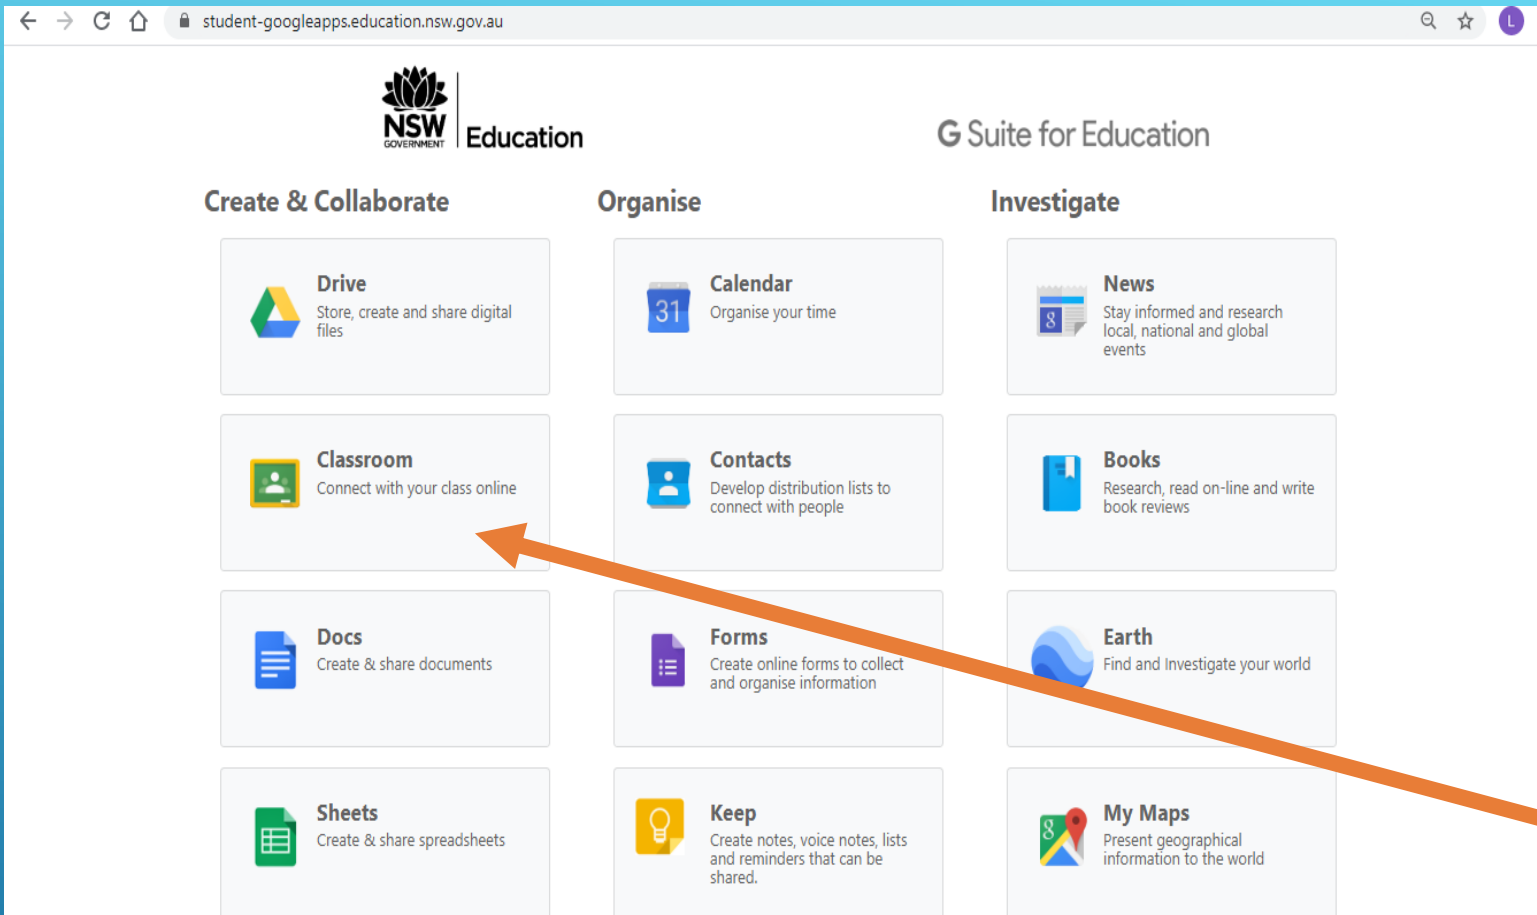 student-googleapps.education.nsw.gov.au
L
NSW
GOVERNMENT
Education
G Suite for Education
Create & Collaborate
Drive
Store, create and share digital
files
Classroom
Connect with your class online
Docs
Create & share documents
Sheets
Create & share spreadsheets
Organise
31
Calendar
Organise your time
Contacts
Develop distribution lists to
connect with people
Forms
Create online forms to collect
and organise information
Keep
Create notes, voice notes, lists
and reminders that can be
shared.
Investigate
8
News
Stay informed and research
local, national and global
events
Books
Research, read on-line and write
book reviews
Earth
Find and Investigate your world
8
My Maps
Present geographical
information to the world